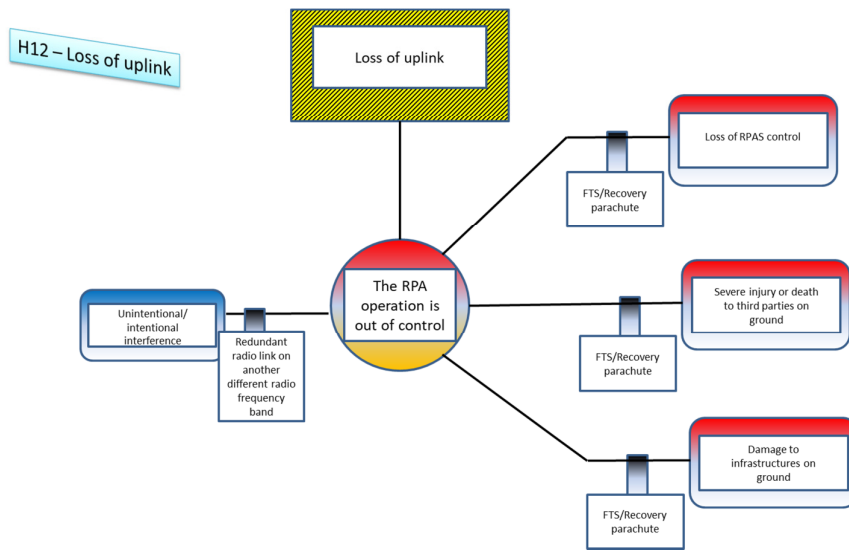 H12 – Loss of uplink
Loss of uplink
Loss of RPAS control
FTS/Recovery
parachute
The RPA
operation is
out of control
Severe injury or death
to third parties on
ground
FTS/Recovery
parachute
Unintentional/
intentional
interference
Redundant
radio link on
another
different radio
frequency
band
Damage to
infrastructures on
ground
FTS/Recovery
parachute